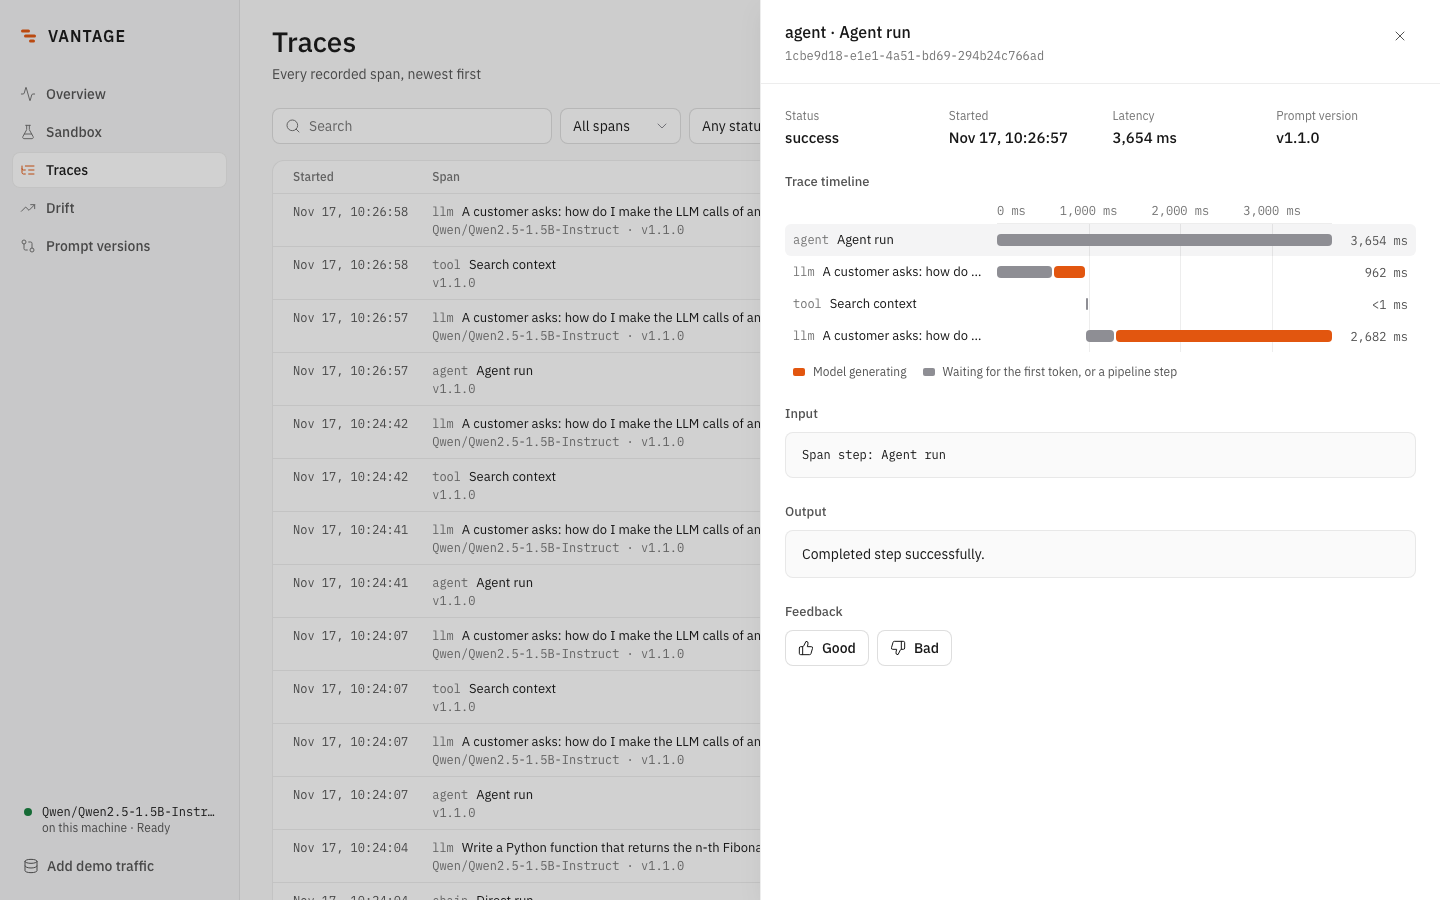 VANTAGE
Overview
Sandbox
Traces
Drift
Prompt versions
Qwen/Qwen2.5-1.5B-Instr…
on this machine · Ready
Add demo traffic
Traces
Every recorded span, newest first
Search
All spans
Any statu
Started Span
Nov 17, 10:26:58 llm A customer asks: how do I make the LLM calls of an
Qwen/Qwen2.5-1.5B-Instruct · v1.1.0
Nov 17, 10:26:58 tool Search context
v1.1.0
Nov 17, 10:26:57 llm A customer asks: how do I make the LLM calls of an
Qwen/Qwen2.5-1.5B-Instruct · v1.1.0
Nov 17, 10:26:57 agent Agent run
v1.1.0
Nov 17, 10:24:42 llm A customer asks: how do I make the LLM calls of an
Qwen/Qwen2.5-1.5B-Instruct · v1.1.0
Nov 17, 10:24:42 tool Search context
v1.1.0
Nov 17, 10:24:41 llm A customer asks: how do I make the LLM calls of an
Qwen/Qwen2.5-1.5B-Instruct · v1.1.0
Nov 17, 10:24:41 agent Agent run
v1.1.0
Nov 17, 10:24:07 llm A customer asks: how do I make the LLM calls of an
Qwen/Qwen2.5-1.5B-Instruct · v1.1.0
Nov 17, 10:24:07 tool Search context
v1.1.0
Nov 17, 10:24:07 llm A customer asks: how do I make the LLM calls of an
Qwen/Qwen2.5-1.5B-Instruct · v1.1.0
Nov 17, 10:24:07 agent Agent run
v1.1.0
Nov 17, 10:24:04 llm Write a Python function that returns the n-th Fibona
Qwen/Qwen2.5-1.5B-Instruct · v1.1.0
Nov 17, 10:24:04 chain Direct run
agent · Agent run
1cbe9d18-e1e1-4a51-bd69-294b24c766ad
Status Started Latency Prompt version
success Nov 17, 10:26:57 3,654 ms v1.1.0
Trace timeline
0 ms 1,000 ms 2,000 ms 3,000 ms
agent Agent run 3,654 ms
llm A customer asks: how do ... 962 ms
tool Search context <1 ms
llm A customer asks: how do ... 2,682 ms
Model generating Waiting for the first token, or a pipeline step
Input
Span step: Agent run
Output
Completed step successfully.
Feedback
Good Bad